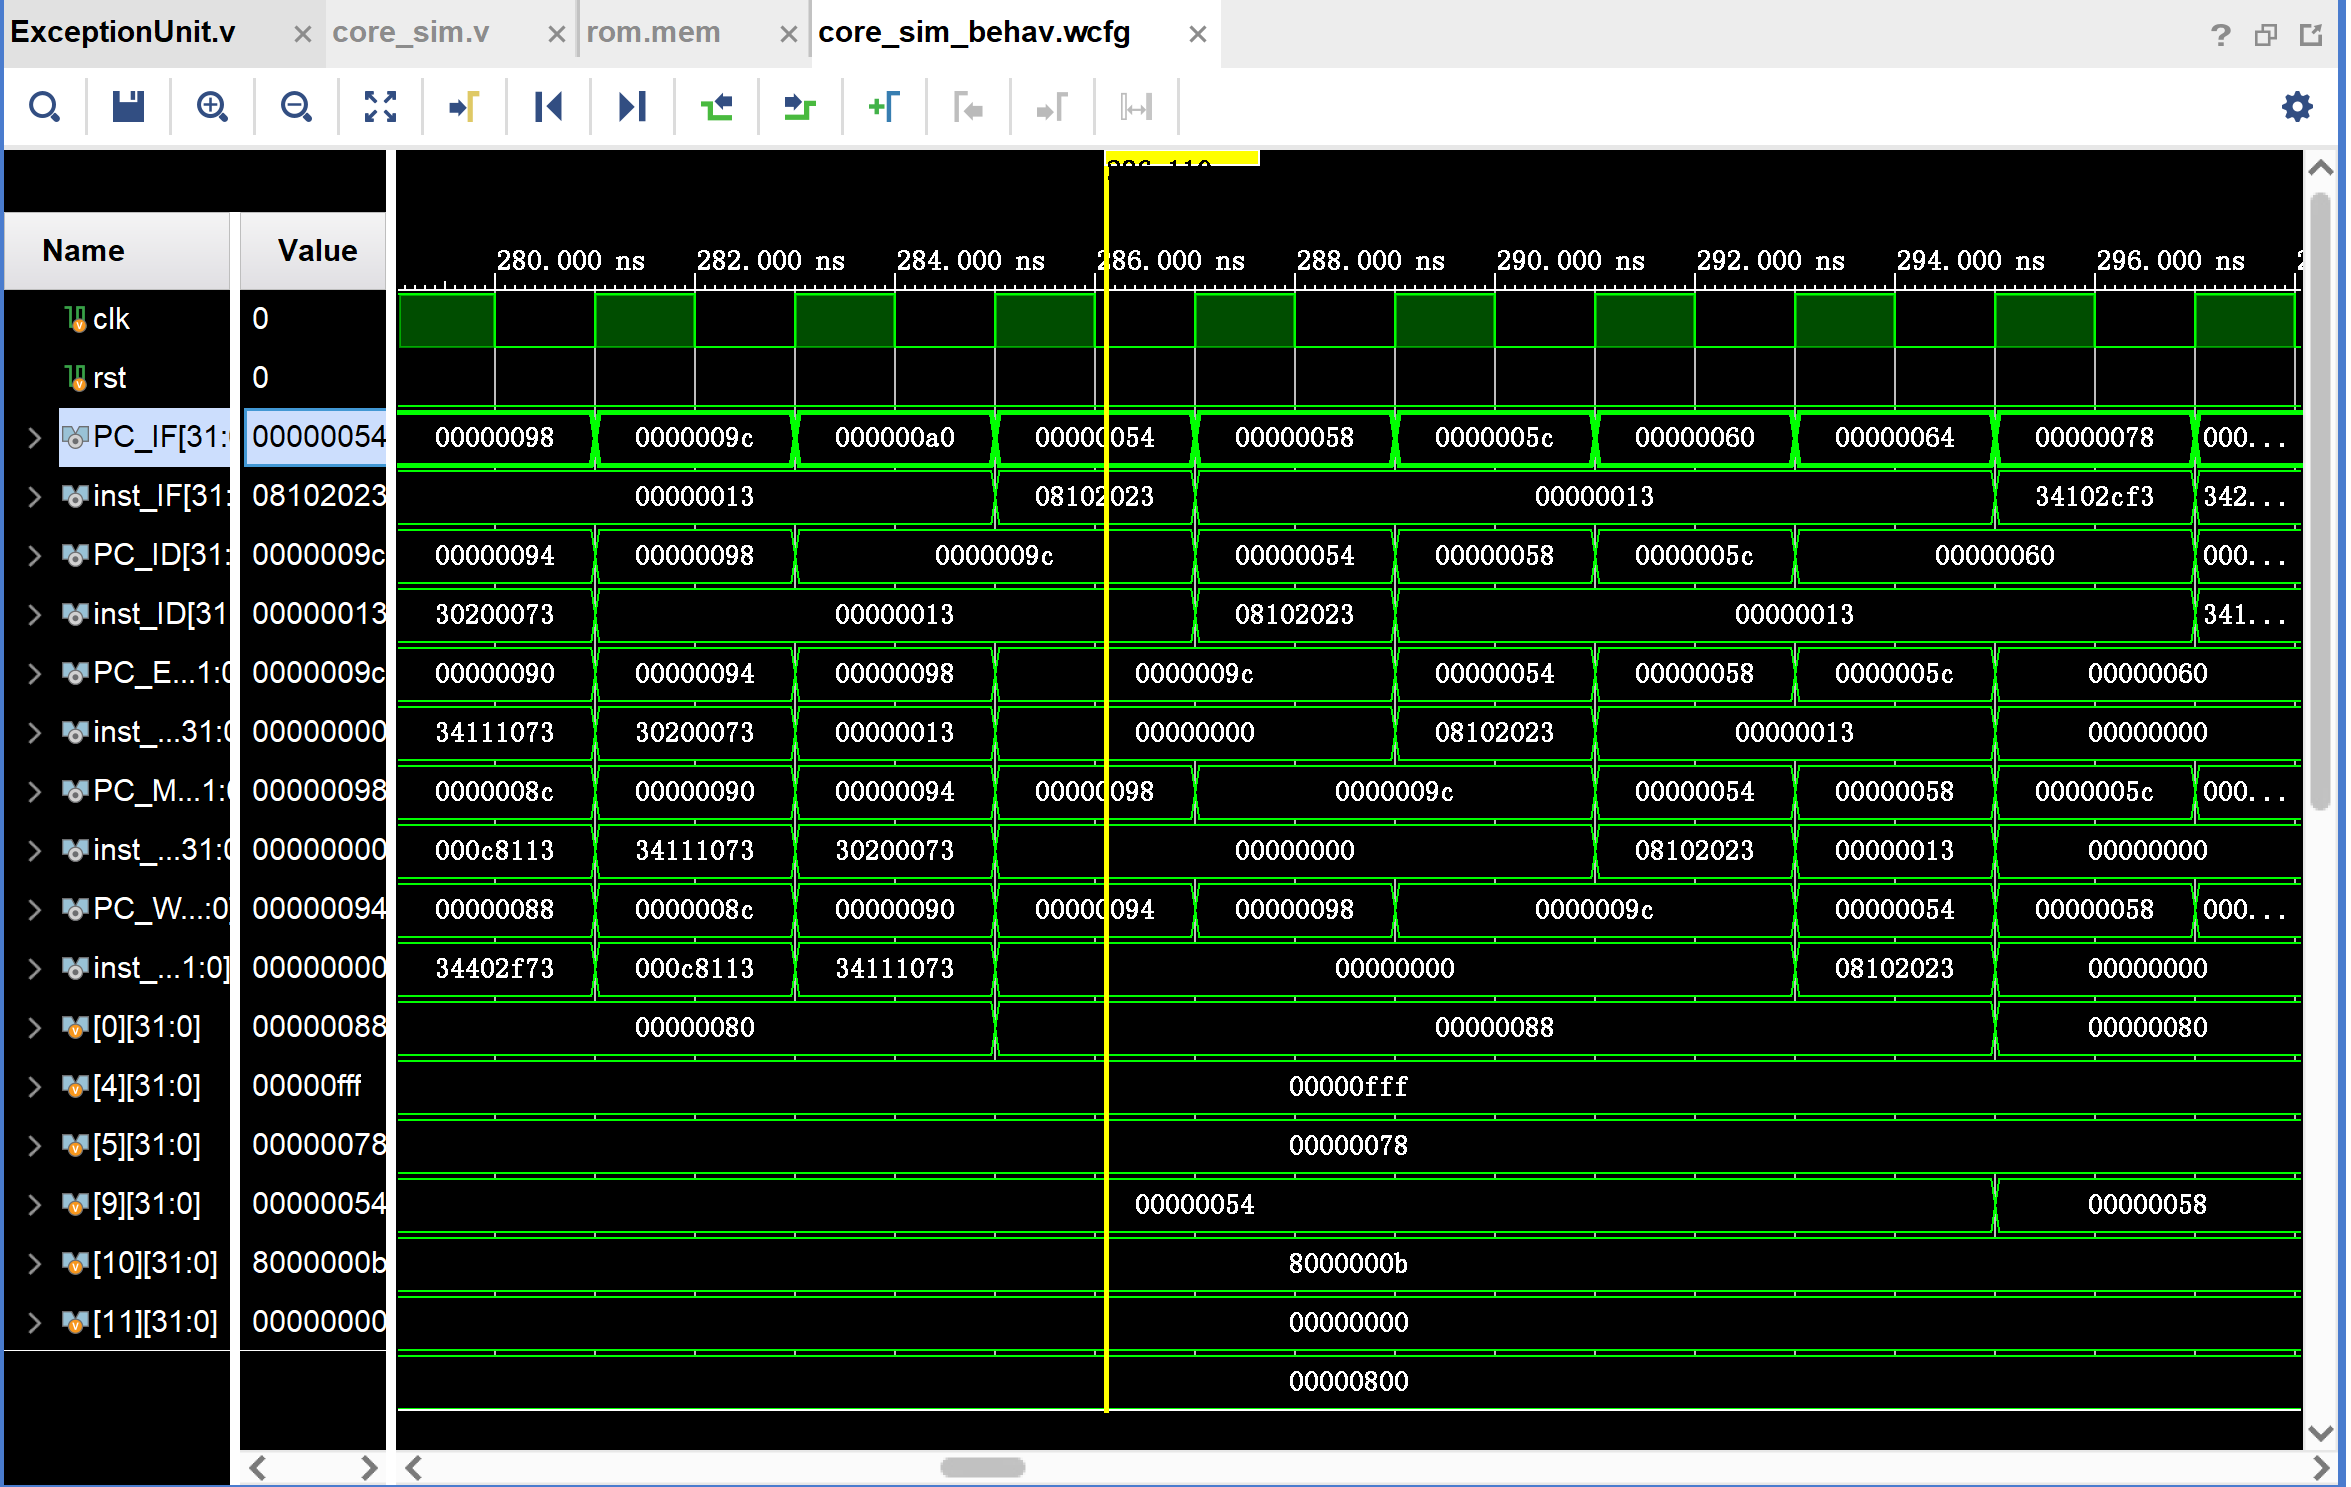 ExceptionUnit.v core_sim.v rom.mem core_sim_behav.wcfg
Name Value
280.000 ns 282.000 ns 284.000 ns 286.000 ns 288.000 ns 290.000 ns 292.000 ns 294.000 ns 296.000 ns
clk 0
rst 0
PC_IF[31: 00000054 00000098 0000009c 000000a0 00000054 00000058 0000005c 00000060 00000064 00000078 000...
inst_IF[31: 08102023 00000013 08102023 00000013 34102cf3 342...
PC_ID[31: 0000009c 00000094 00000098 0000009c 00000054 00000058 0000005c 00000060 000...
inst_ID[31 00000013 30200073 00000013 08102023 00000013 341...
PC_E...1:0 0000009c 00000090 00000094 00000098 0000009c 00000054 00000058 0000005c 00000060
inst_...31:0 00000000 34111073 30200073 00000013 00000000 08102023 00000013 00000000
PC_M...1: 00000098 0000008c 00000090 00000094 00000098 0000009c 00000054 00000058 0000005c 000...
inst_...31:0 00000000 000c8113 34111073 30200073 00000000 08102023 00000013 00000000
PC_W...:0] 00000094 00000088 0000008c 00000090 00000094 00000098 0000009c 00000054 00000058 000...
inst_...1:0] 00000000 34402f73 000c8113 34111073 00000000 08102023 00000000
[0][31:0] 00000088 00000080 00000088 00000080
[4][31:0] 00000fff 00000fff
[5][31:0] 00000078 00000078
[9][31:0] 00000054 00000054 00000058
[10][31:0] 8000000b 8000000b
[11][31:0] 00000000 00000000
00000800